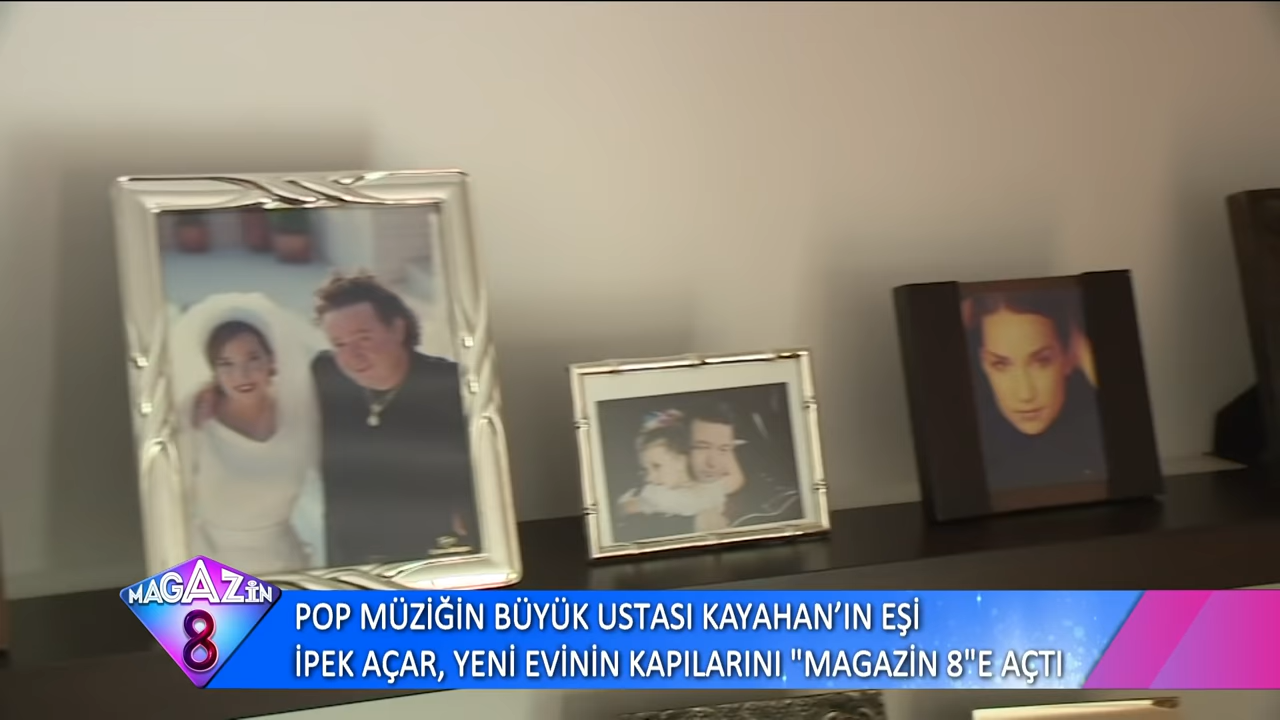 MAGAZİN
8
POP MÜZİĞİN BÜYÜK USTASI KAYAHAN’IN EŞİ
İPEK AÇAR, YENİ EVİNİN KAPILARINI "MAGAZİN 8"E AÇTI